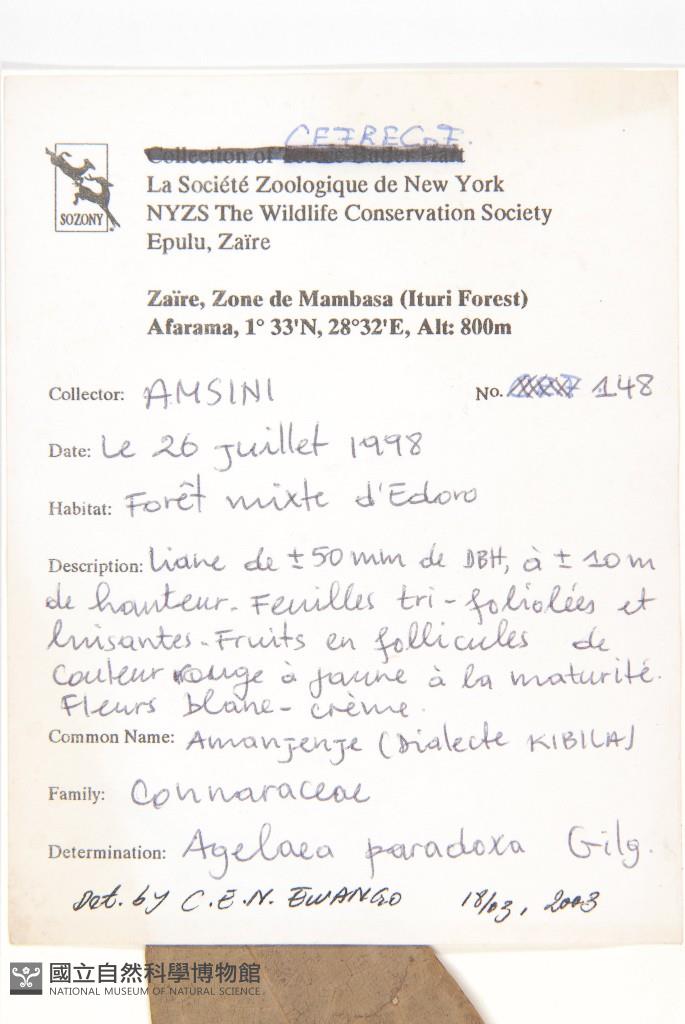 CEFRECOF.
Collection of Terese Butler Hart
SOZONY
La Société Zoologique de New York
NYZS The Wildlife Conservation Society
Epulu, Zaïre
Zaïre, Zone de Mambasa (Ituri Forest)
Afarama, 1° 33'N, 28°32'E, Alt: 800m
Collector: AMSINI No. 148
Date: Le 26 juillet 1998
Habitat: Forêt mixte d'Edoro
Description: liane de ± 50 mm de DBH, à ± 10 m
de hauteur. Feuilles tri-foliolées et
luisantes. Fruits en follicules de
couleur rouge à jaune à la maturité.
Fleurs blanc-crème.
Common Name: Amanjenje (Dialecte KIBILA)
Family: Connaraceae
Determination: Agelaea paradoxa Gilg.
Det. by C.E.N. EWANGO 18/03, 2003
國立自然科學博物館
NATIONAL MUSEUM OF NATURAL SCIENCE